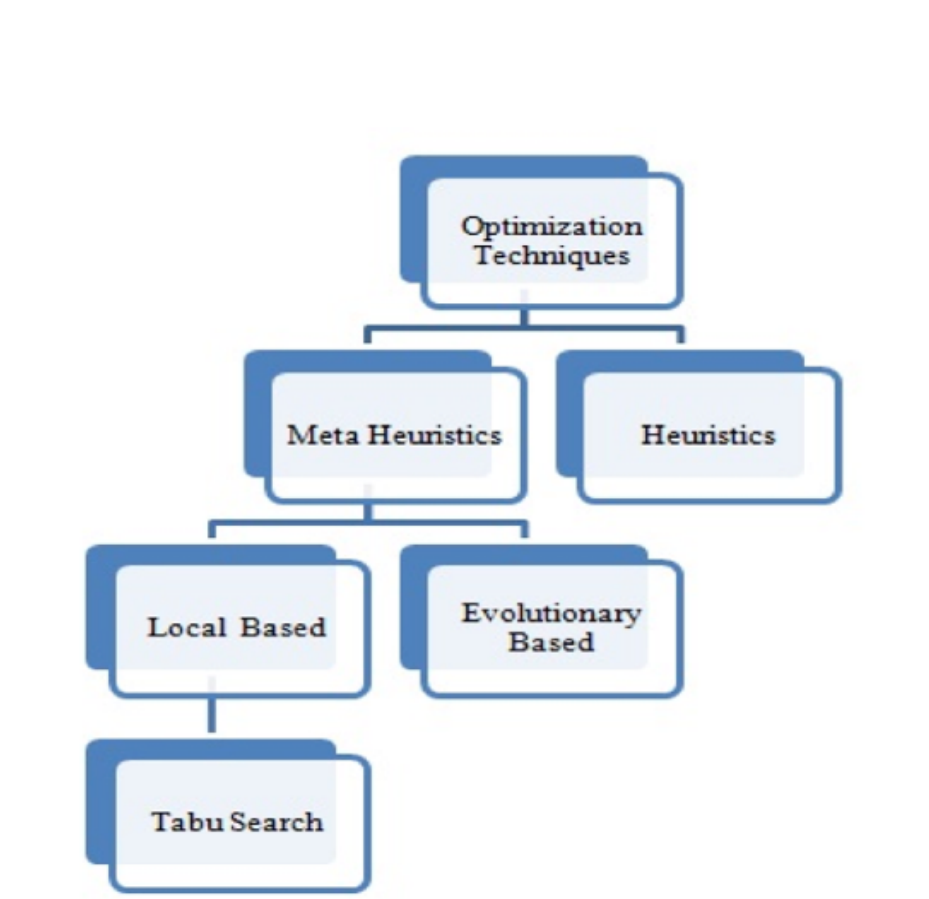 Optimization
Techniques
Meta Heuristics
Heuristics
Local Based
Evolutionary
Based
Tabu Search